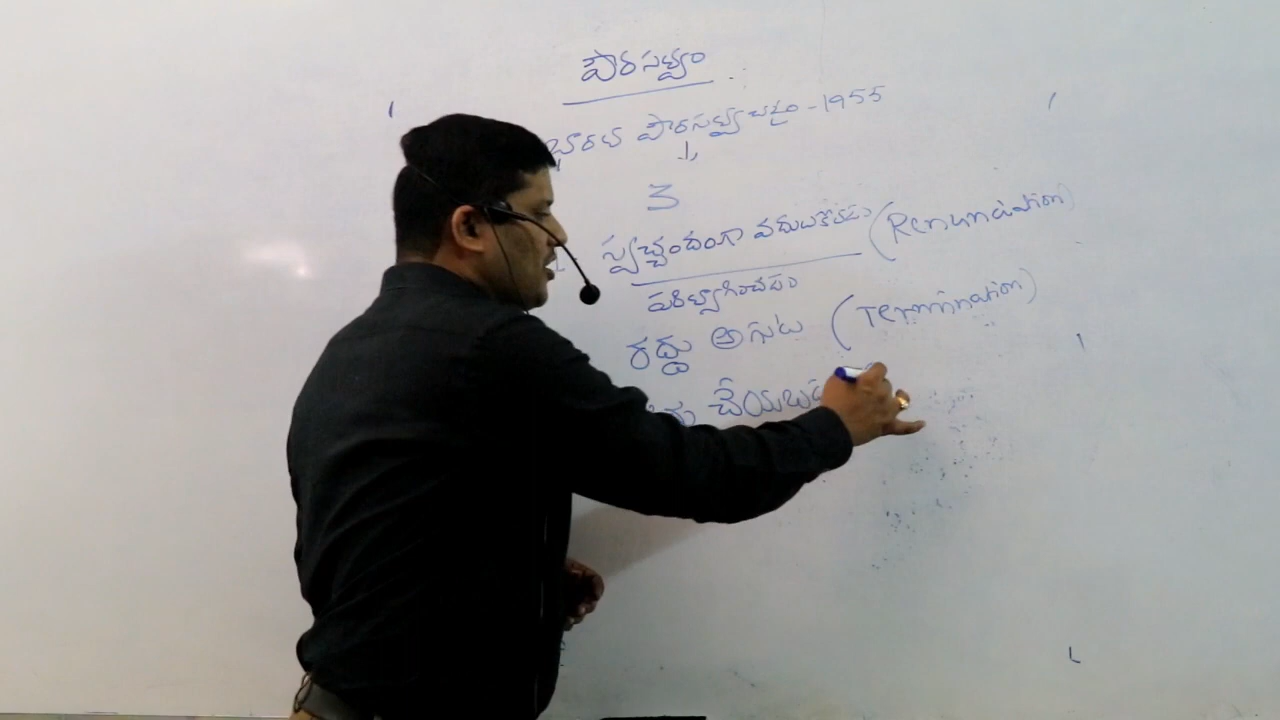 పౌరసత్వం
భారత పౌరసత్వ చట్టం - 1955
3
స్వచ్ఛందంగా వదులుకోవడం (Renunciation)
పరిత్యాగించడం
రద్దు అగుట (Termination)
చేయబడ